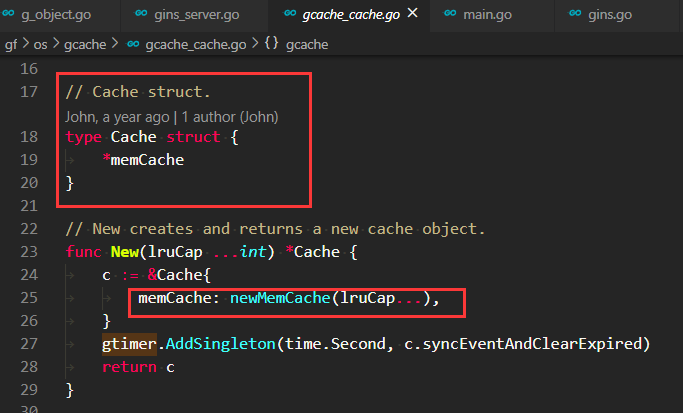 g_object.go gins_server.go gcache_cache.go × main.go gins.go
gf > os > gcache > gcache_cache.go > {} gcache
16
17 // Cache struct.
John, a year ago | 1 author (John)
18 type Cache struct {
19 *memCache
20 }
21
22 // New creates and returns a new cache object.
23 func New(lruCap ...int) *Cache {
24 c := &Cache{
25 memCache: newMemCache(lruCap...),
26 }
27 gtimer.AddSingleton(time.Second, c.syncEventAndClearExpired)
28 return c
29 }